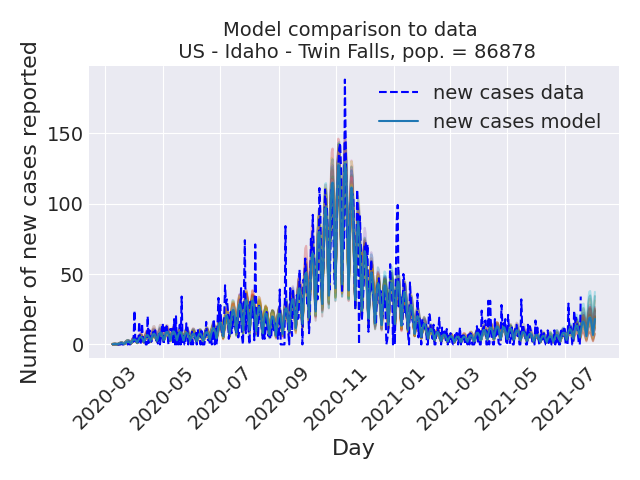 Model comparison to data
US - Idaho - Twin Falls, pop. = 86878
Number of new cases reported
150
100
50
0
new cases data
new cases model
2020-03
2020-05
2020-07
2020-09
2020-11
2021-01
2021-03
2021-05
2021-07
Day